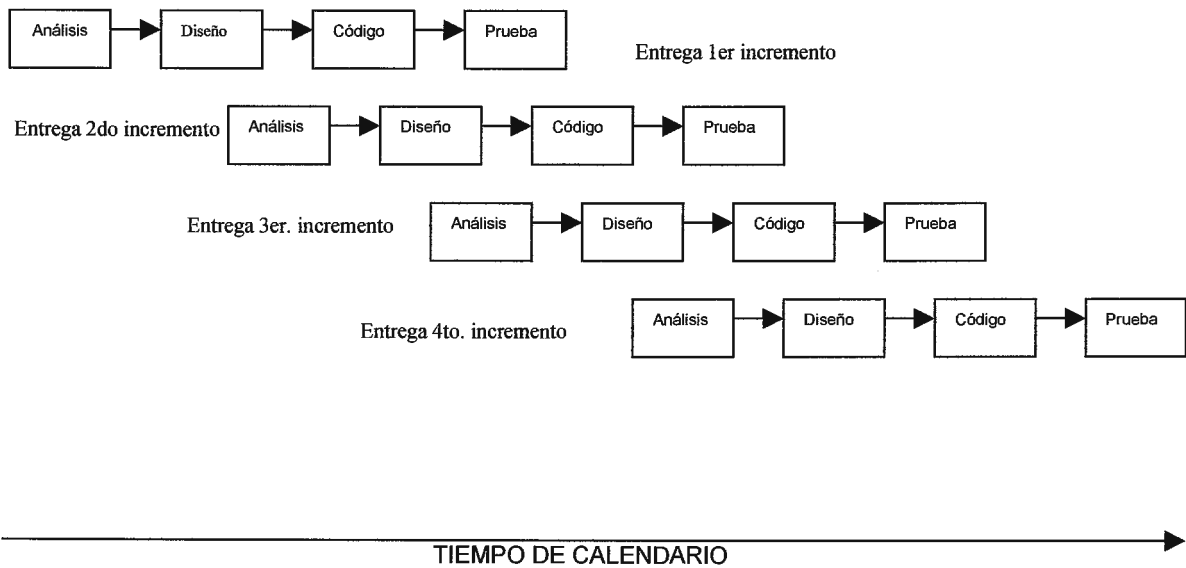 Análisis Diseño Código Prueba
Entrega 1er incremento
Entrega 2do incremento Análisis Diseño Código Prueba
Entrega 3er. incremento Análisis Diseño Código Prueba
Entrega 4to. incremento Análisis Diseño Código Prueba
TIEMPO DE CALENDARIO